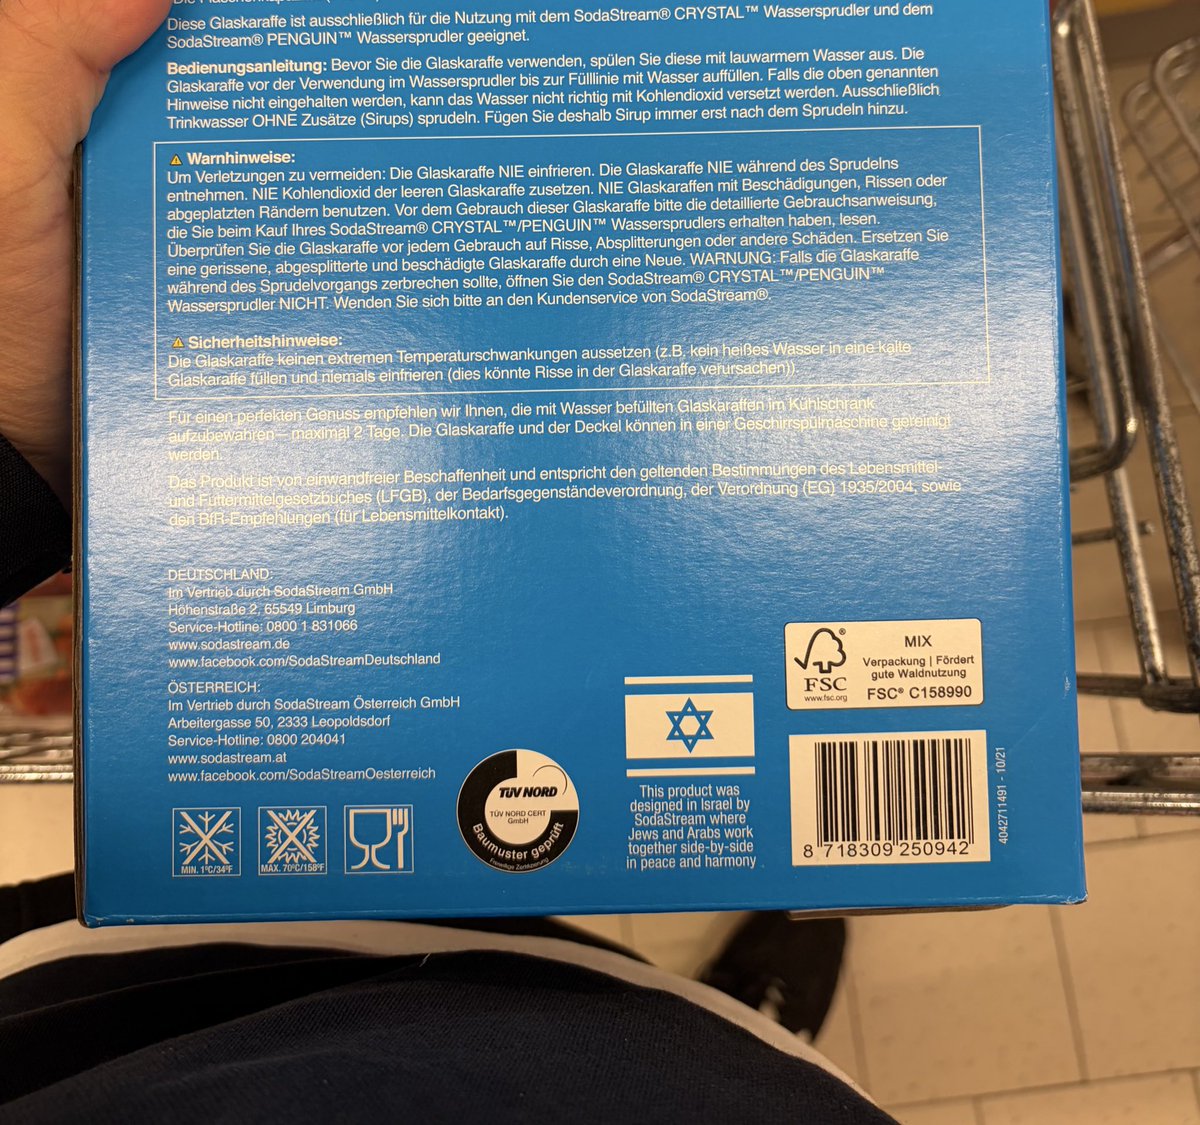 Diese Glaskaraffe ist ausschließlich für die Nutzung mit dem SodaStream® CRYSTAL™ Wassersprudler und dem
SodaStream® PENGUIN™ Wassersprudler geeignet.
Bedienungsanleitung: Bevor Sie die Glaskaraffe verwenden, spülen Sie diese mit lauwarmem Wasser aus. Die
Glaskaraffe vor der Verwendung im Wassersprudler bis zur Fülllinie mit Wasser auffüllen. Falls die oben genannten
Hinweise nicht eingehalten werden, kann das Wasser nicht richtig mit Kohlendioxid versetzt werden. Ausschließlich
Trinkwasser OHNE Zusätze (Sirups) sprudeln. Fügen Sie deshalb Sirup immer erst nach dem Sprudeln hinzu.
⚠ Warnhinweise:
Um Verletzungen zu vermeiden: Die Glaskaraffe NIE einfrieren. Die Glaskaraffe NIE während des Sprudelns
entnehmen. NIE Kohlendioxid der leeren Glaskaraffe zusetzen. NIE Glaskaraffen mit Beschädigungen, Rissen oder
abgeplatzten Rändern benutzen. Vor dem Gebrauch dieser Glaskaraffe bitte die detaillierte Gebrauchsanweisung,
die Sie beim Kauf Ihres SodaStream® CRYSTAL™/PENGUIN™ Wassersprudlers erhalten haben, lesen.
Überprüfen Sie die Glaskaraffe vor jedem Gebrauch auf Risse, Absplitterungen oder andere Schäden. Ersetzen Sie
eine gerissene, abgesplitterte und beschädigte Glaskaraffe durch eine Neue. WARNUNG: Falls die Glaskaraffe
während des Sprudelvorgangs zerbrechen sollte, öffnen Sie den SodaStream® CRYSTAL™/PENGUIN™
Wassersprudler NICHT. Wenden Sie sich bitte an den Kundenservice von SodaStream®.
⚠ Sicherheitshinweise:
Die Glaskaraffe keinen extremen Temperaturschwankungen aussetzen (z.B. kein heißes Wasser in eine kalte
Glaskaraffe füllen und niemals einfrieren (dies könnte Risse in der Glaskaraffe verursachen)).
Für einen perfekten Genuss empfehlen wir Ihnen, die mit Wasser befüllten Glaskaraffen im Kühlschrank
aufzubewahren – maximal 2 Tage. Die Glaskaraffe und der Deckel können in einer Geschirrspülmaschine gereinigt
werden.
Das Produkt ist von einwandfreier Beschaffenheit und entspricht den geltenden Bestimmungen des Lebensmittel-
und Futtermittelgesetzbuches (LFGB), der Bedarfsgegenständeverordnung, der Verordnung (EG) 1935/2004, sowie
den BfR-Empfehlungen (für Lebensmittelkontakt).
DEUTSCHLAND:
Im Vertrieb durch SodaStream GmbH
Höhenstraße 2, 65549 Limburg
Service-Hotline: 0800 1 831066
www.sodastream.de
www.facebook.com/SodaStreamDeutschland
ÖSTERREICH:
Im Vertrieb durch SodaStream Österreich GmbH
Arbeitergasse 50, 2333 Leopoldsdorf
Service-Hotline: 0800 204041
www.sodastream.at
www.facebook.com/SodaStreamOesterreich
MIN. 1°C/34°F
MAX. 70°C/158°F
TÜV NORD
TÜV NORD CERT
GmbH
Baumuster geprüft
Freiwillige Zertifizierung
This product was
designed in Israel by
SodaStream where
Jews and Arabs work
together side-by-side
in peace and harmony
FSC
www.fsc.org
MIX
Verpackung | Fördert
gute Waldnutzung
FSC® C158990
8 718309 250942
4042711491 - 10/21